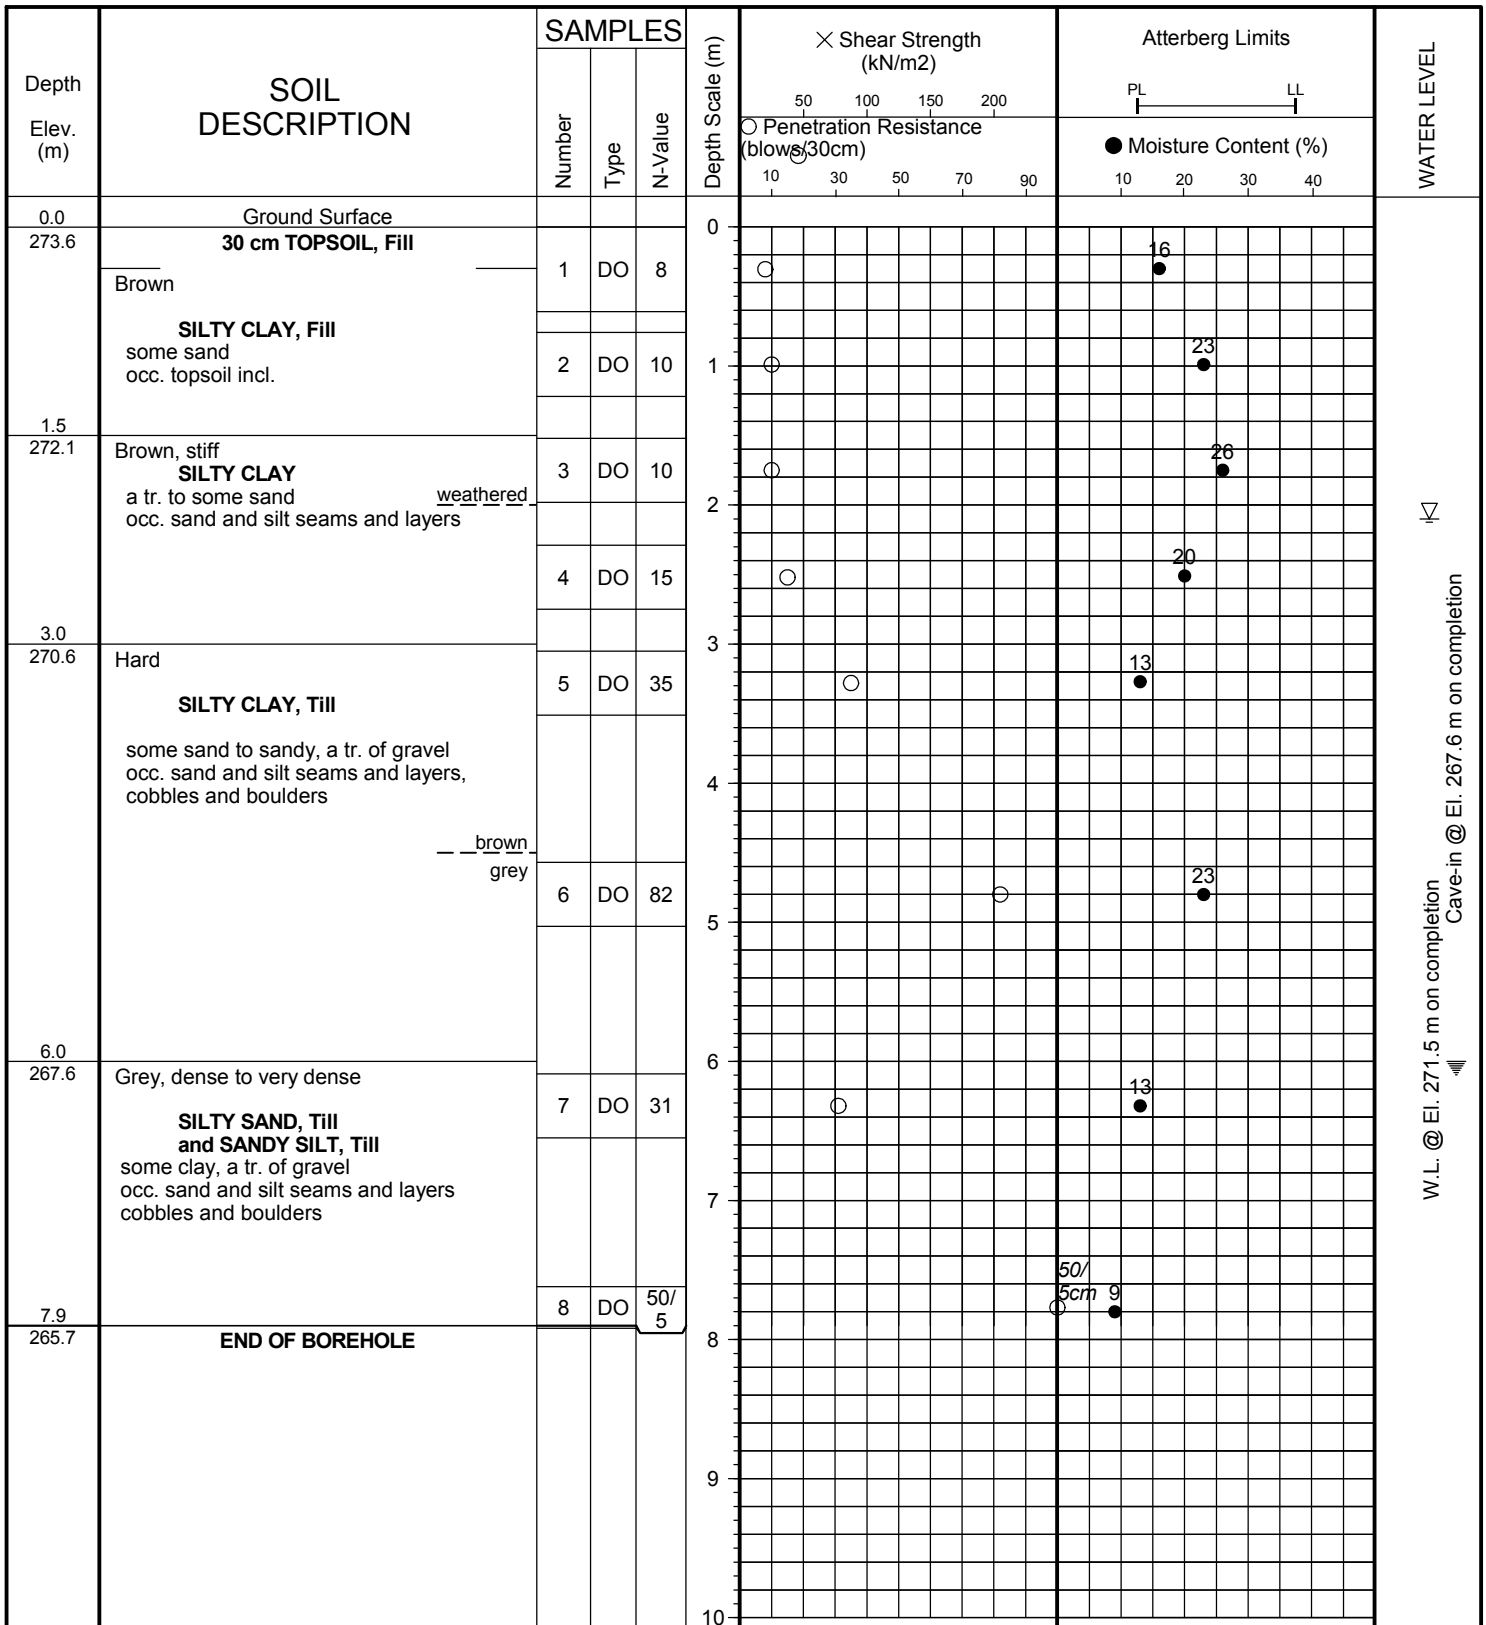 Depth
Elev.
(m)
SOIL
DESCRIPTION
SAMPLES
Number
Type
N-Value
Depth Scale (m)
Shear Strength
(kN/m2)
50 100 150 200
Penetration Resistance
(blows/30cm)
10 30 50 70 90
Atterberg Limits
PL LL
Moisture Content (%)
10 20 30 40
WATER LEVEL
0.0 Ground Surface
273.6 30 cm TOPSOIL, Fill
Brown
SILTY CLAY, Fill
some sand
occ. topsoil incl.
1.5
272.1 Brown, stiff
SILTY CLAY
a tr. to some sand weathered
occ. sand and silt seams and layers
3.0
270.6 Hard
SILTY CLAY, Till
some sand to sandy, a tr. of gravel
occ. sand and silt seams and layers,
cobbles and boulders
brown
grey
6.0
267.6 Grey, dense to very dense
SILTY SAND, Till
and SANDY SILT, Till
some clay, a tr. of gravel
occ. sand and silt seams and layers
cobbles and boulders
7.9
265.7 END OF BOREHOLE
1 DO 8
2 DO 10
3 DO 10
4 DO 15
5 DO 35
6 DO 82
7 DO 31
8 DO 50/
5
0
1
2
3
4
5
6
7
8
9
10
16
23
26
20
13
23
13
50/
5cm 9
W.L. @ El. 271.5 m on completion
Cave-in @ El. 267.6 m on completion